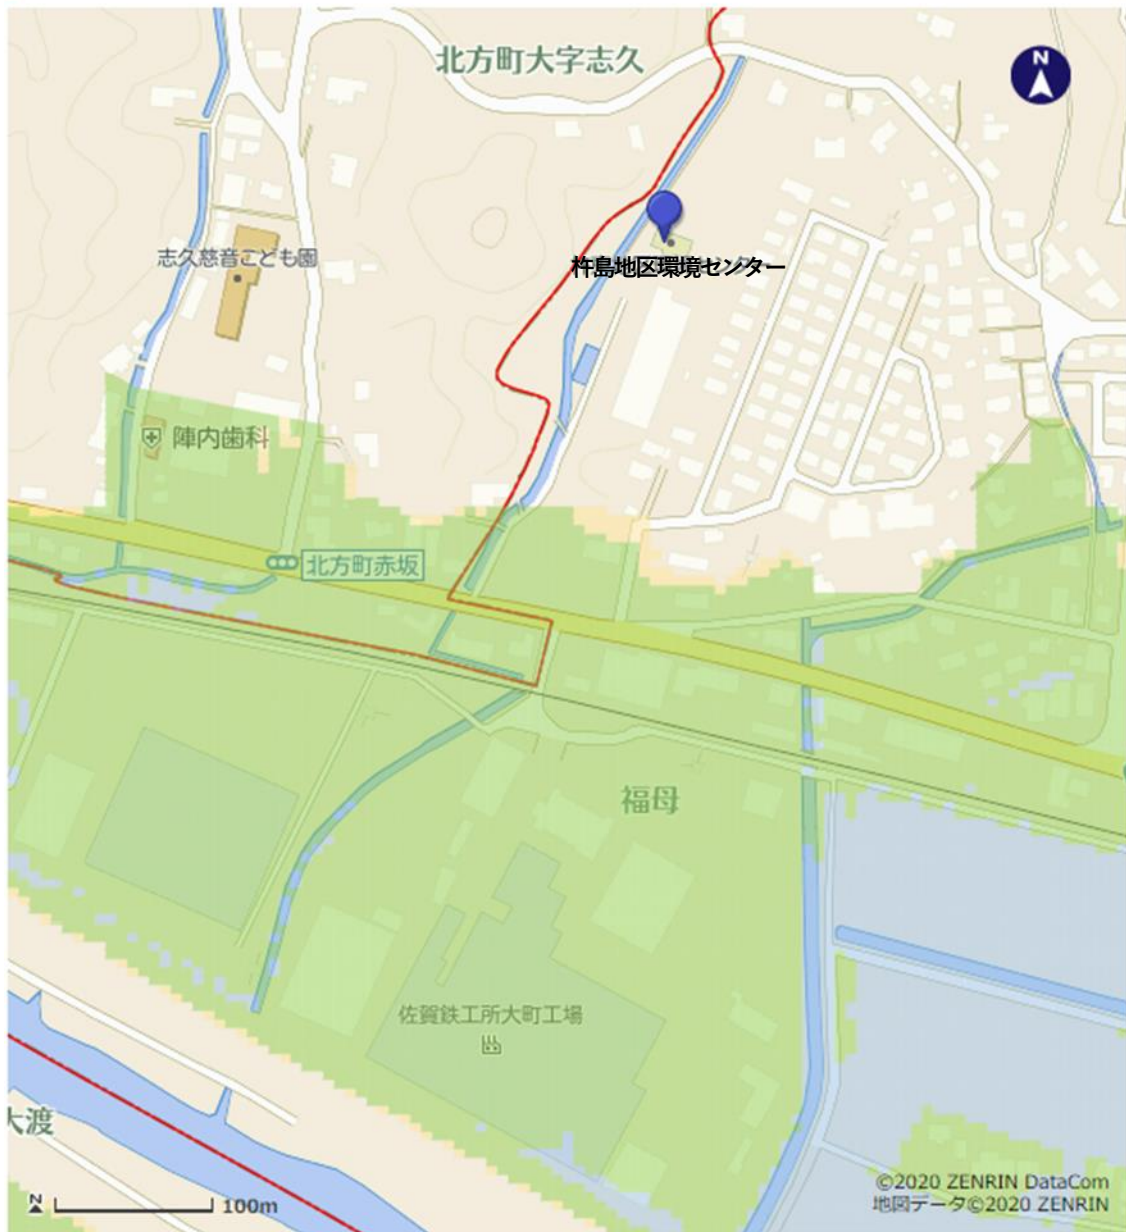 北方町大字志久
N
志久慈音こども園
杵島地区環境センター
陣内歯科
北方町赤坂
福母
佐賀鉄工所大町工場
大渡
N
100m
©2020 ZENRIN DataCom
地図データ©2020 ZENRIN